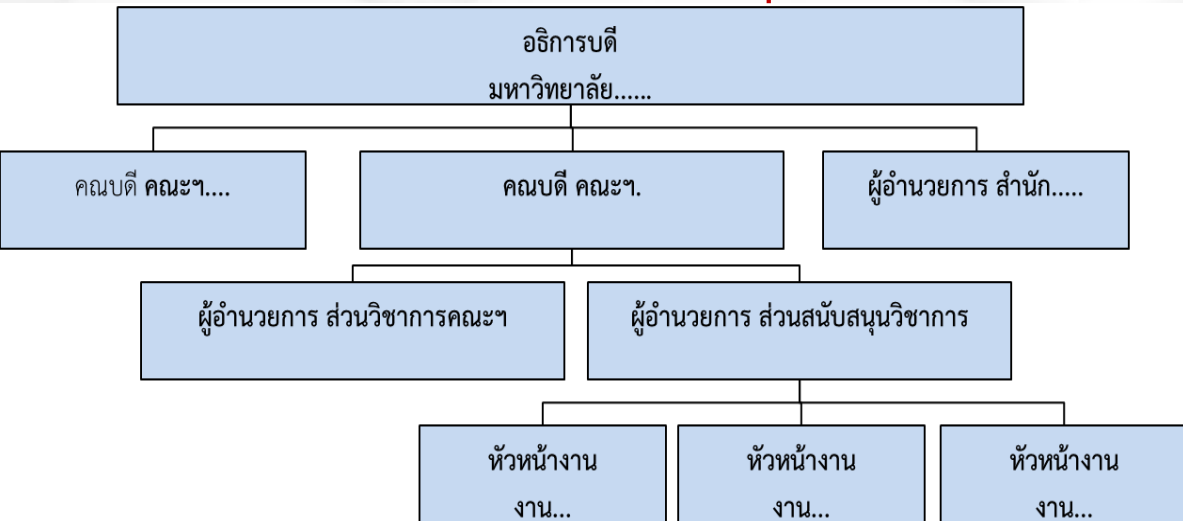 อธิการบดี
มหาวิทยาลัย......
คณบดี คณะฯ....
คณบดี คณะฯ.
ผู้อำนวยการ สำนัก.....
ผู้อำนวยการ ส่วนวิชาการคณะฯ
ผู้อำนวยการ ส่วนสนับสนุนวิชาการ
หัวหน้างาน
งาน...
หัวหน้างาน
งาน...
หัวหน้างาน
งาน...